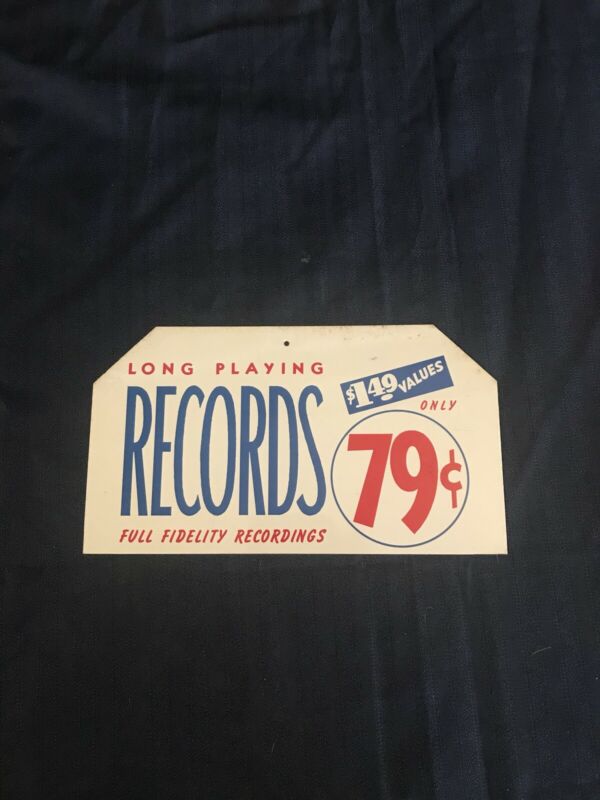 LONG PLAYING
RECORDS
FULL FIDELITY RECORDINGS
$1.49 VALUES
ONLY
79¢